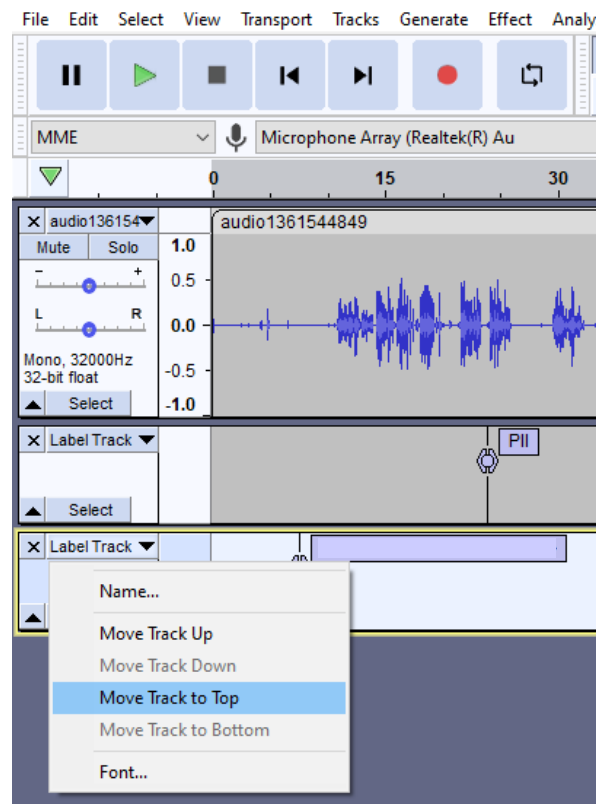 File Edit Select View Transport Tracks Generate Effect Analy
MME Microphone Array (Realtek(R) Au
0 15 30
× audio136154▼ audio1361544849
Mute Solo 1.0
- + 0.5
L R 0.0
Mono, 32000Hz
32-bit float -0.5
Select -1.0
× Label Track ▼ PII
Select
× Label Track ▼
Name...
Move Track Up
Move Track Down
Move Track to Top
Move Track to Bottom
Font...